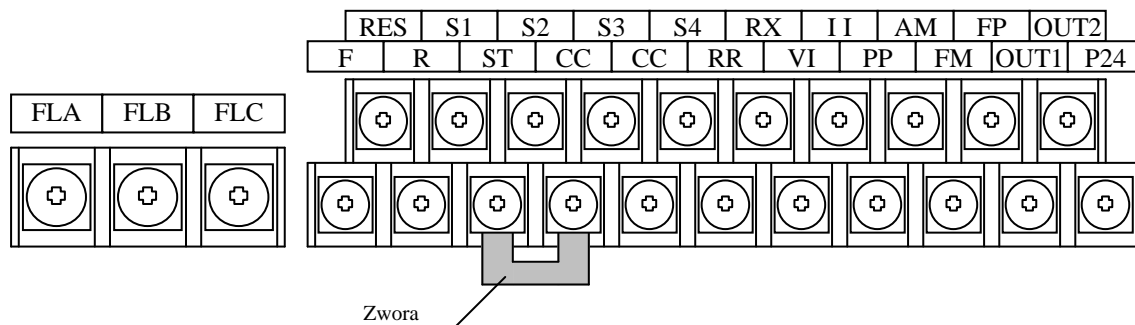 RES S1 S2 S3 S4 RX II AM FP OUT2
F R ST CC CC RR VI PP FM OUT1 P24
FLA FLB FLC
Zwora